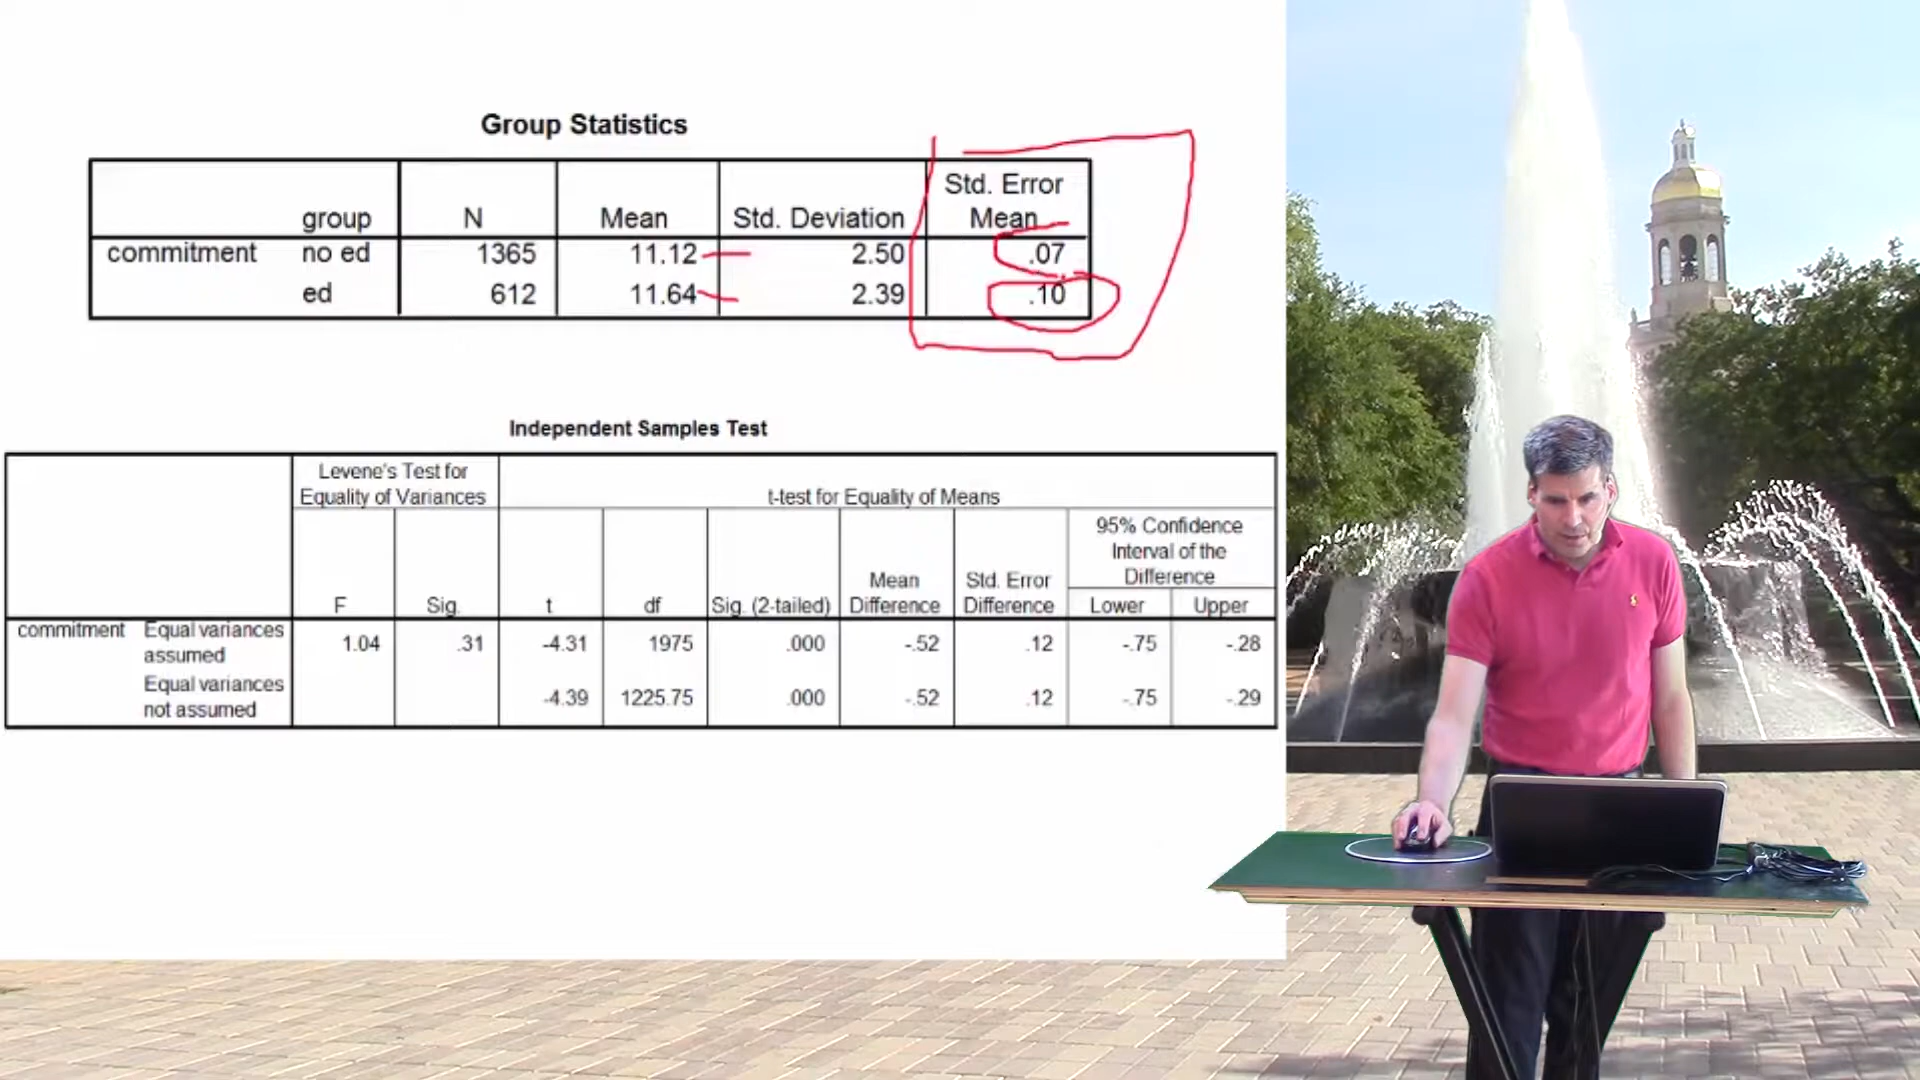 Group Statistics
group N Mean Std. Deviation Std. Error Mean
commitment no ed 1365 11.12 2.50 .07
ed 612 11.64 2.39 .10
Independent Samples Test
Levene's Test for Equality of Variances t-test for Equality of Means
95% Confidence Interval of the Difference
F Sig. t df Sig. (2-tailed) Mean Difference Std. Error Difference Lower Upper
commitment Equal variances assumed 1.04 .31 -4.31 1975 .000 -.52 .12 -.75 -.28
Equal variances not assumed -4.39 1225.75 .000 -.52 .12 -.75 -.29